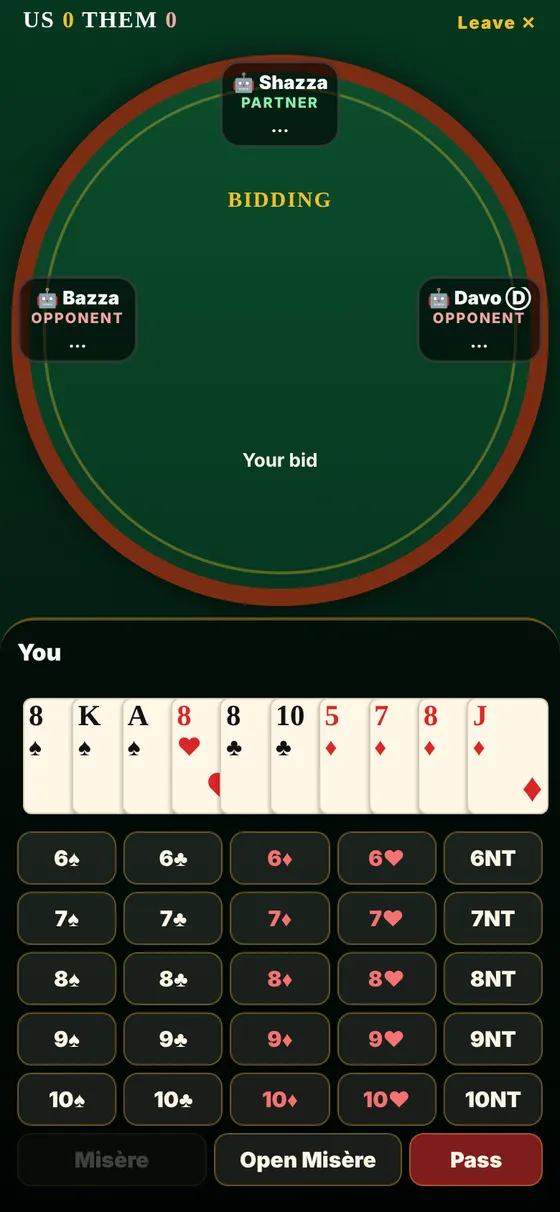 US 0 THEM 0
Leave ×
🤖 Shazza
PARTNER
...
BIDDING
🤖 Bazza
OPPONENT
...
🤖 Davo Ⓓ
OPPONENT
...
Your bid
You
8 K A 8 8 10 5 7 8 J
♠ ♠ ♠ ♥ ♣ ♣ ♦ ♦ ♦ ♦
6♠ 6♣ 6♦ 6♥ 6NT
7♠ 7♣ 7♦ 7♥ 7NT
8♠ 8♣ 8♦ 8♥ 8NT
9♠ 9♣ 9♦ 9♥ 9NT
10♠ 10♣ 10♦ 10♥ 10NT
Misère Open Misère Pass